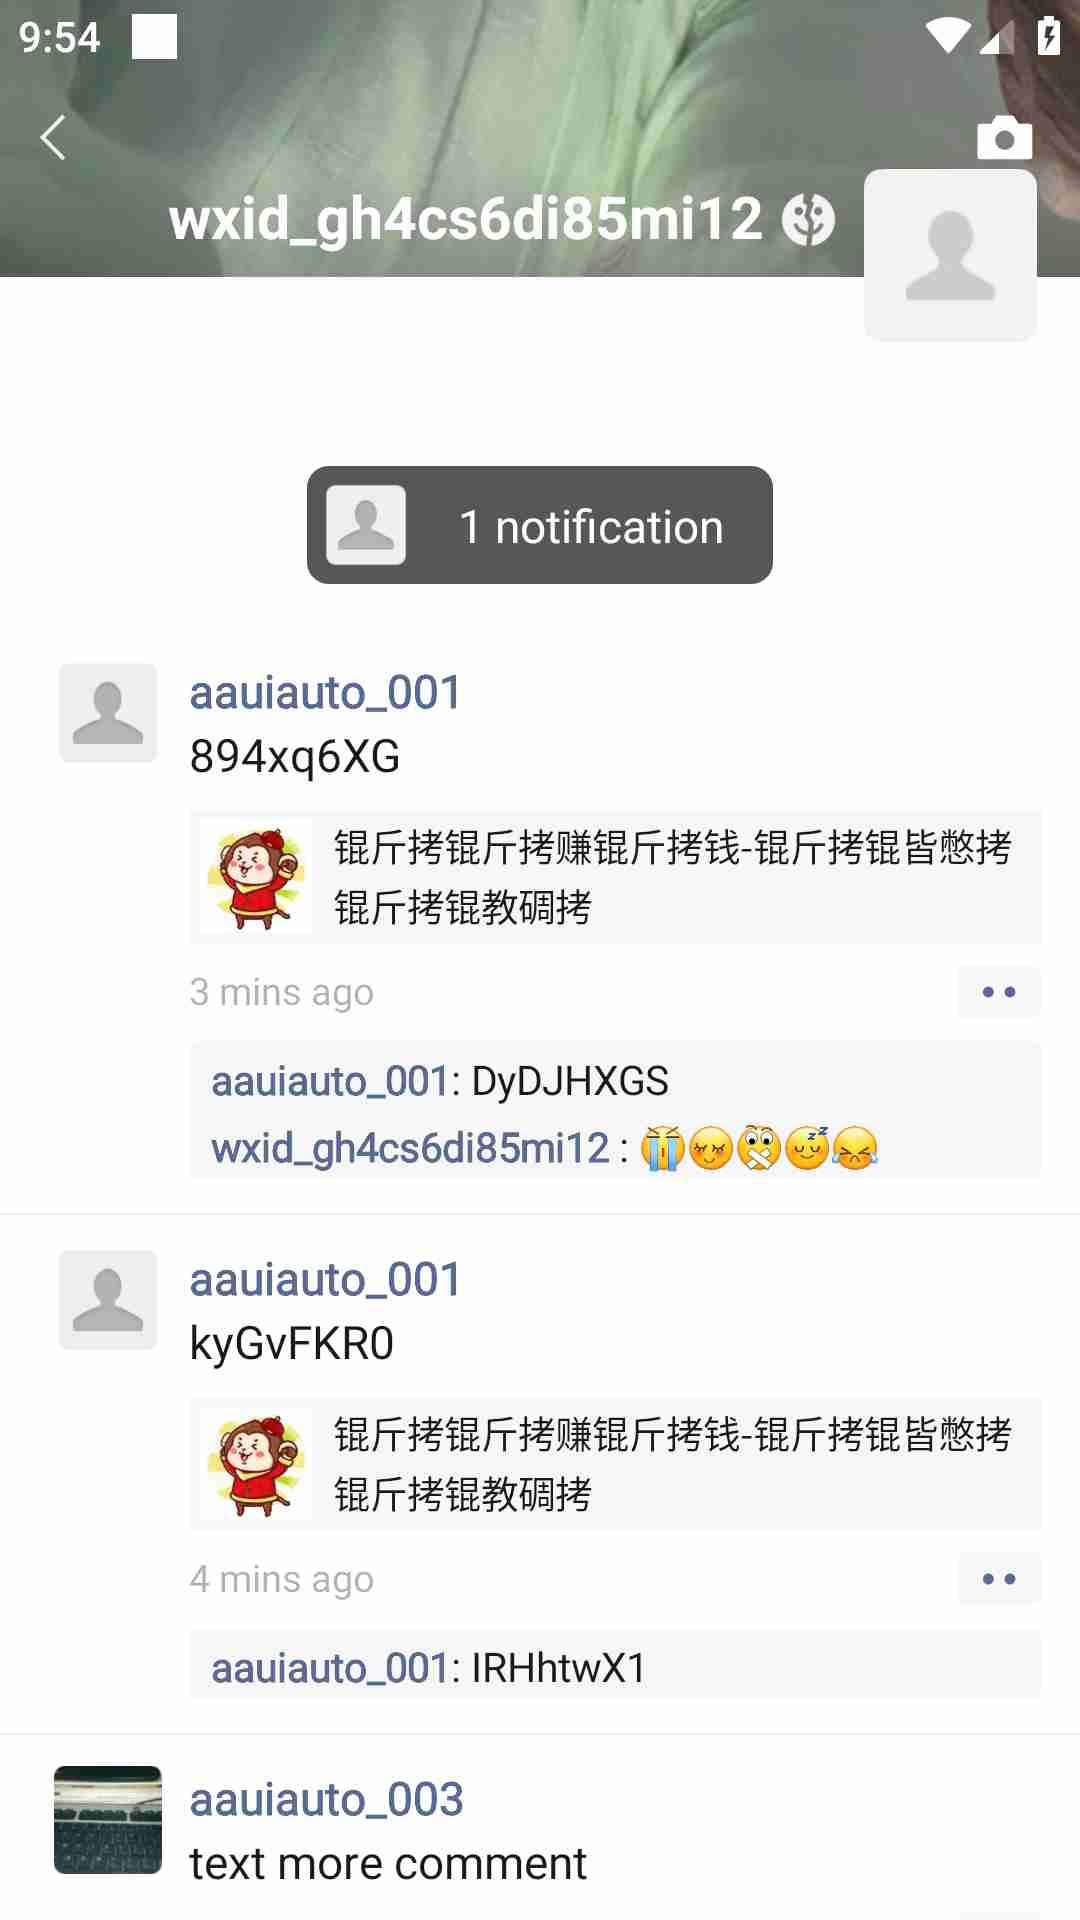 9:54
wxid_gh4cs6di85mi12
1 notification
aauiauto_001
894xq6XG
锟斤拷锟斤拷赚锟斤拷钱-锟斤拷锟皆憋拷
锟斤拷锟教碉拷
3 mins ago
aauiauto_001: DyDJHXGS
wxid_gh4cs6di85mi12 : 😭😌🤐😴😣
aauiauto_001
kyGvFKR0
锟斤拷锟斤拷赚锟斤拷钱-锟斤拷锟皆憋拷
锟斤拷锟教碉拷
4 mins ago
aauiauto_001: IRHhtwX1
aauiauto_003
text more comment